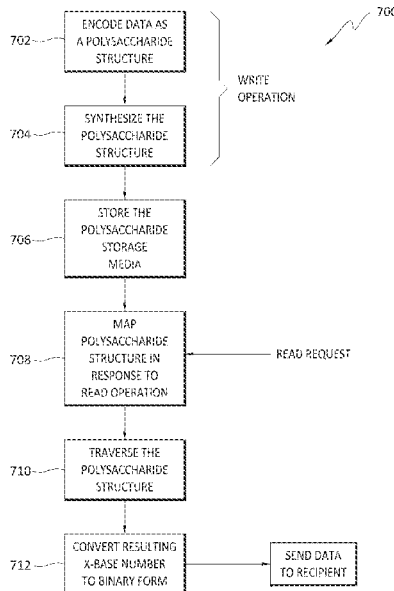 700
702
ENCODE DATA AS
A POLYSACCHARIDE
STRUCTURE
WRITE
OPERATION
704
SYNTHESIZE THE
POLYSACCHARIDE
STRUCTURE
706
STORE THE
POLYSACCHARIDE
STORAGE
MEDIA
708
MAP
POLYSACCHARIDE
STRUCTURE IN
RESPONSE TO
READ OPERATION
READ REQUEST
710
TRAVERSE THE
POLYSACCHARIDE
STRUCTURE
712
CONVERT RESULTING
X-BASE NUMBER
TO BINARY FORM
SEND DATA
TO RECIPIENT